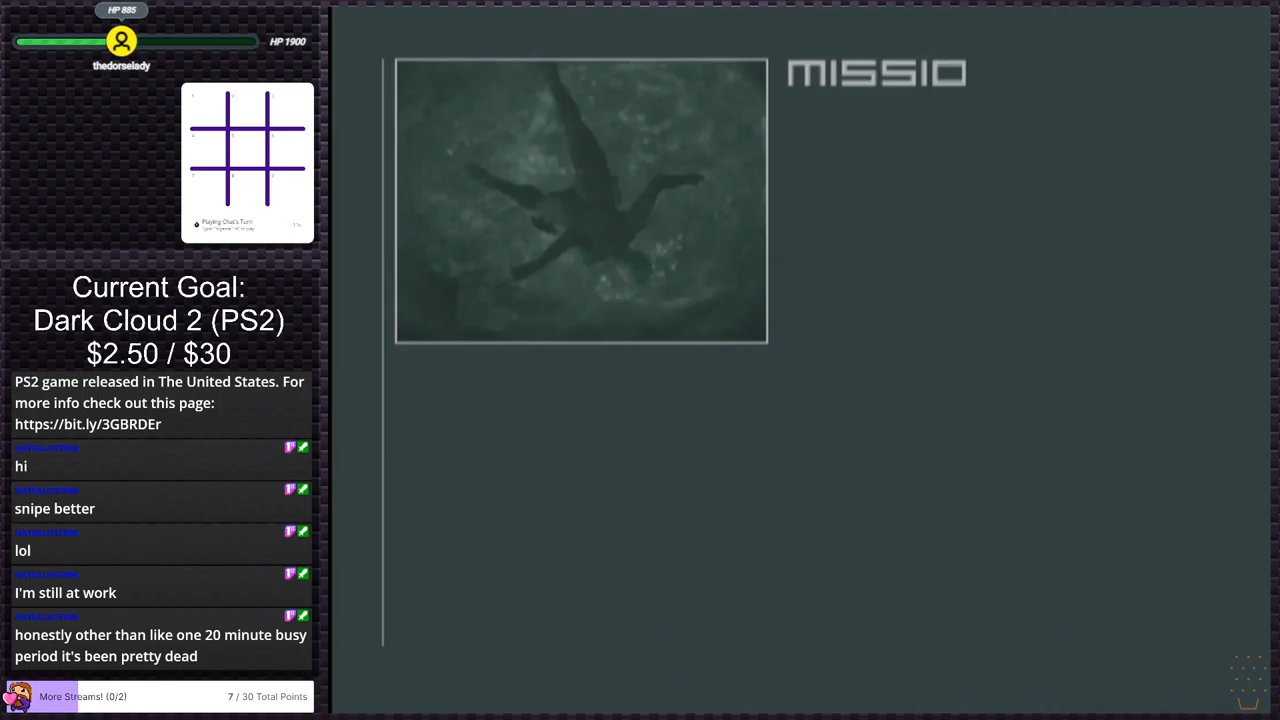 HP 885
HP 1900
thedorselady
Playing Chat's Turn
Current Goal:
Dark Cloud 2 (PS2)
$2.50 / $30
PS2 game released in The United States. For
more info check out this page:
https://bit.ly/3GBRDEr
hi
snipe better
lol
I'm still at work
honestly other than like one 20 minute busy
period it's been pretty dead
More Streams! (0/2)
7 / 30 Total Points
MISSIO